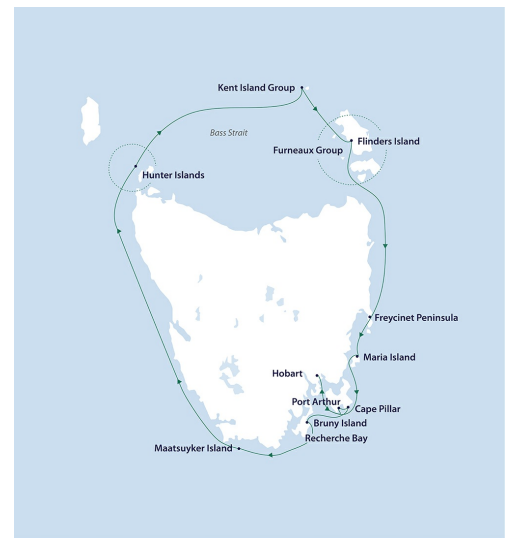 Kent Island Group
Bass Strait
Flinders Island
Furneaux Group
Hunter Islands
Freycinet Peninsula
Maria Island
Hobart
Port Arthur
Cape Pillar
Bruny Island
Recherche Bay
Maatsuyker Island